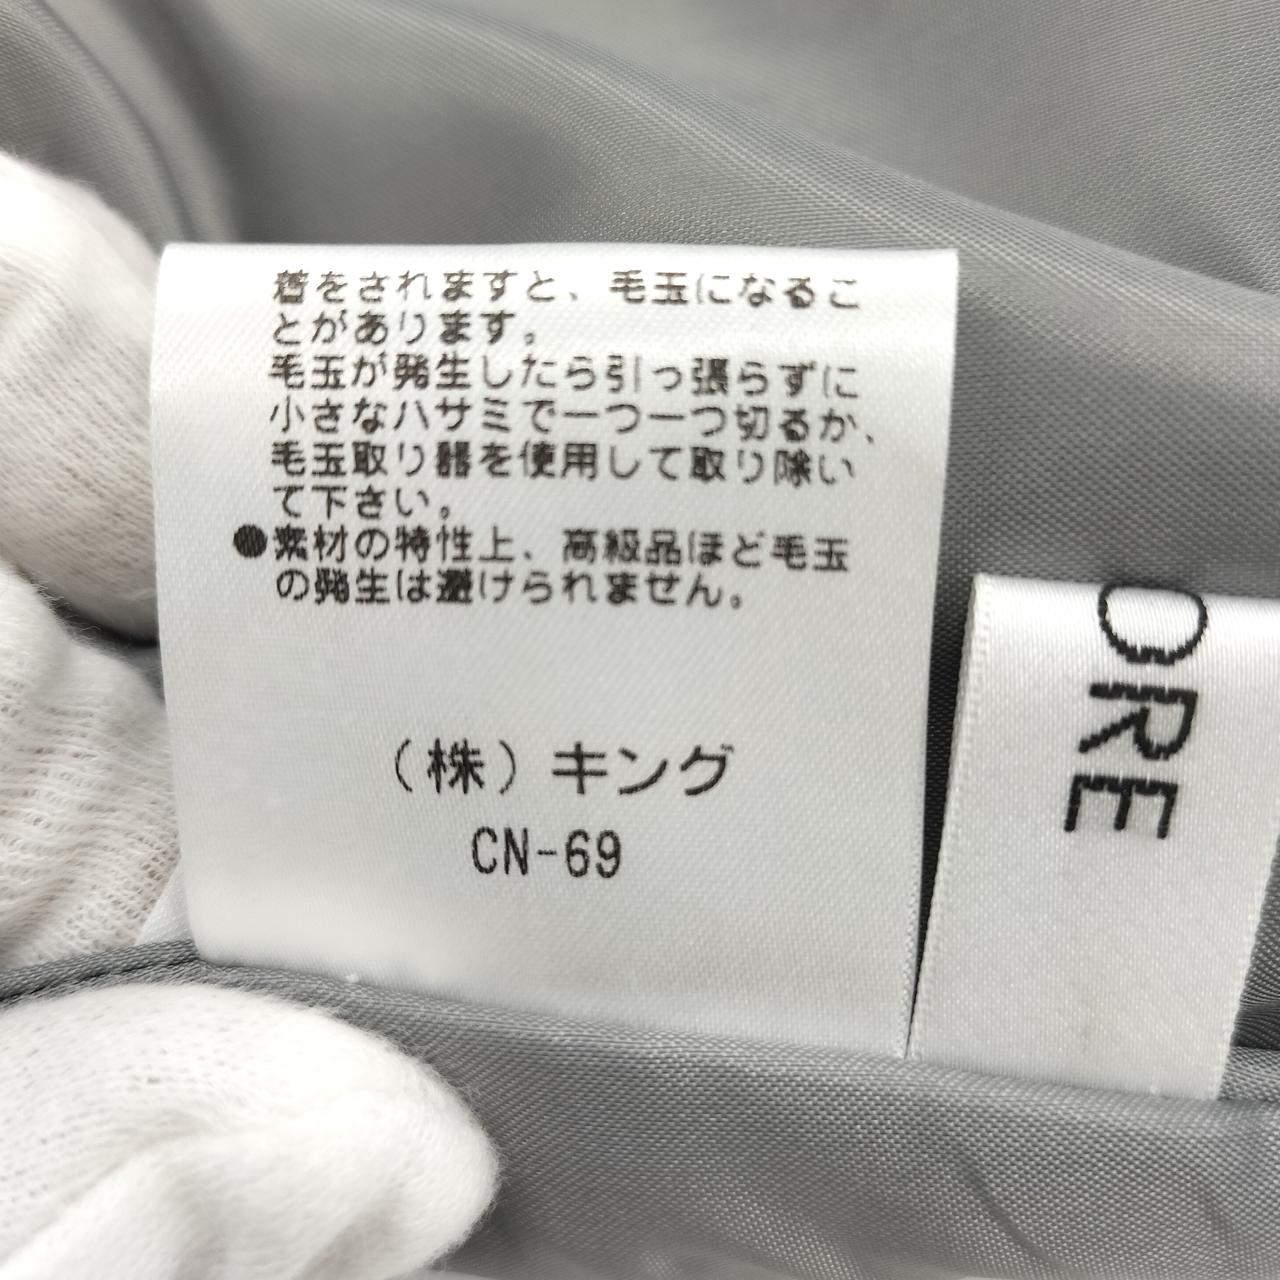 着をされますと、毛玉になるこ
とがあります。
毛玉が発生したら引っ張らずに
小さなハサミで一つ一つ切るか、
毛玉取り器を使用して取り除い
て下さい。
●素材の特性上、高級品ほど毛玉
の発生は避けられません。
(株)キング
CN-69
ORE